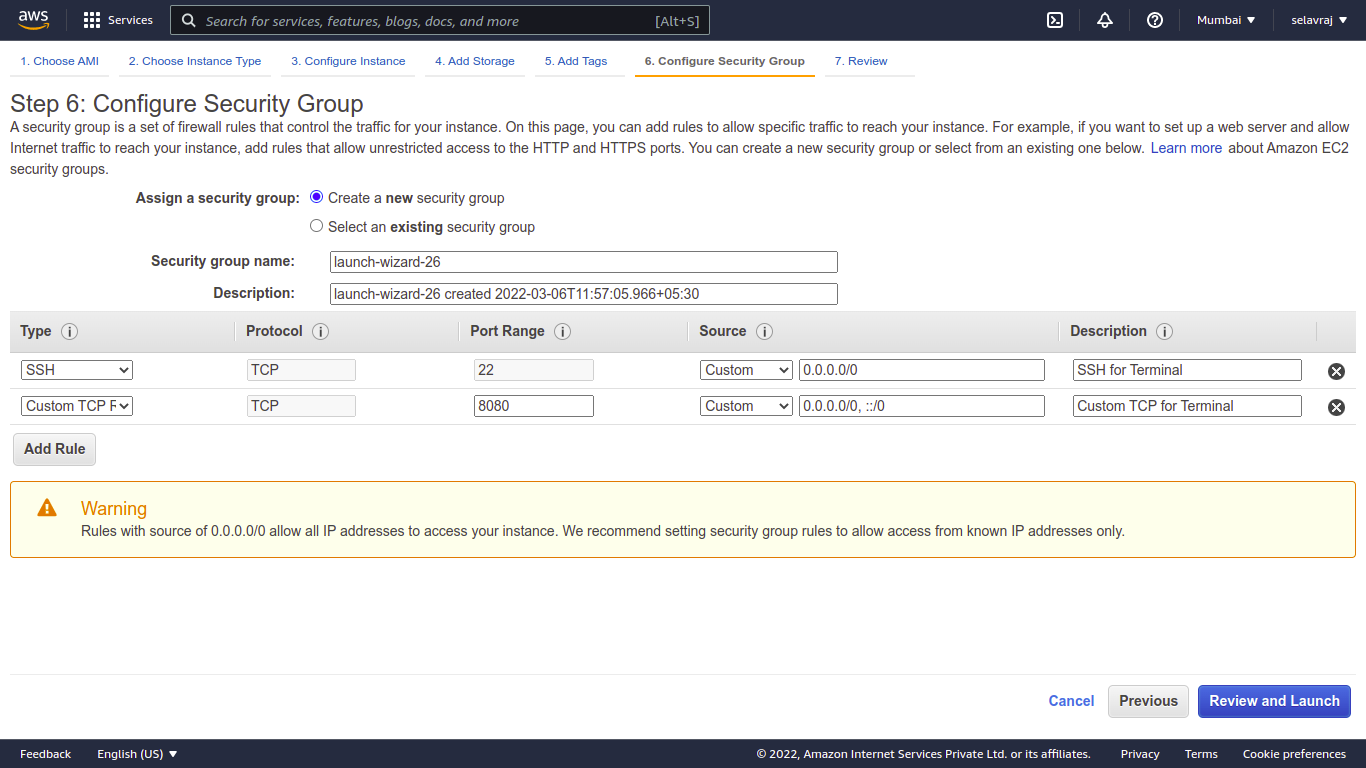 aws
Services
Search for services, features, blogs, docs, and more
[Alt+S]
Mumbai
selavraj
1. Choose AMI
2. Choose Instance Type
3. Configure Instance
4. Add Storage
5. Add Tags
6. Configure Security Group
7. Review
Step 6: Configure Security Group
A security group is a set of firewall rules that control the traffic for your instance. On this page, you can add rules to allow specific traffic to reach your instance. For example, if you want to set up a web server and allow
Internet traffic to reach your instance, add rules that allow unrestricted access to the HTTP and HTTPS ports. You can create a new security group or select from an existing one below. Learn more about Amazon EC2
security groups.
Assign a security group:
Create a new security group
Select an existing security group
Security group name:
launch-wizard-26
Description:
launch-wizard-26 created 2022-03-06T11:57:05.966+05:30
Type
Protocol
Port Range
Source
Description
SSH
TCP
22
Custom
0.0.0.0/0
SSH for Terminal
Custom TCP F
TCP
8080
Custom
0.0.0.0/0, ::/0
Custom TCP for Terminal
Add Rule
Warning
Rules with source of 0.0.0.0/0 allow all IP addresses to access your instance. We recommend setting security group rules to allow access from known IP addresses only.
Cancel
Previous
Review and Launch
Feedback
English (US)
© 2022, Amazon Internet Services Private Ltd. or its affiliates.
Privacy
Terms
Cookie preferences